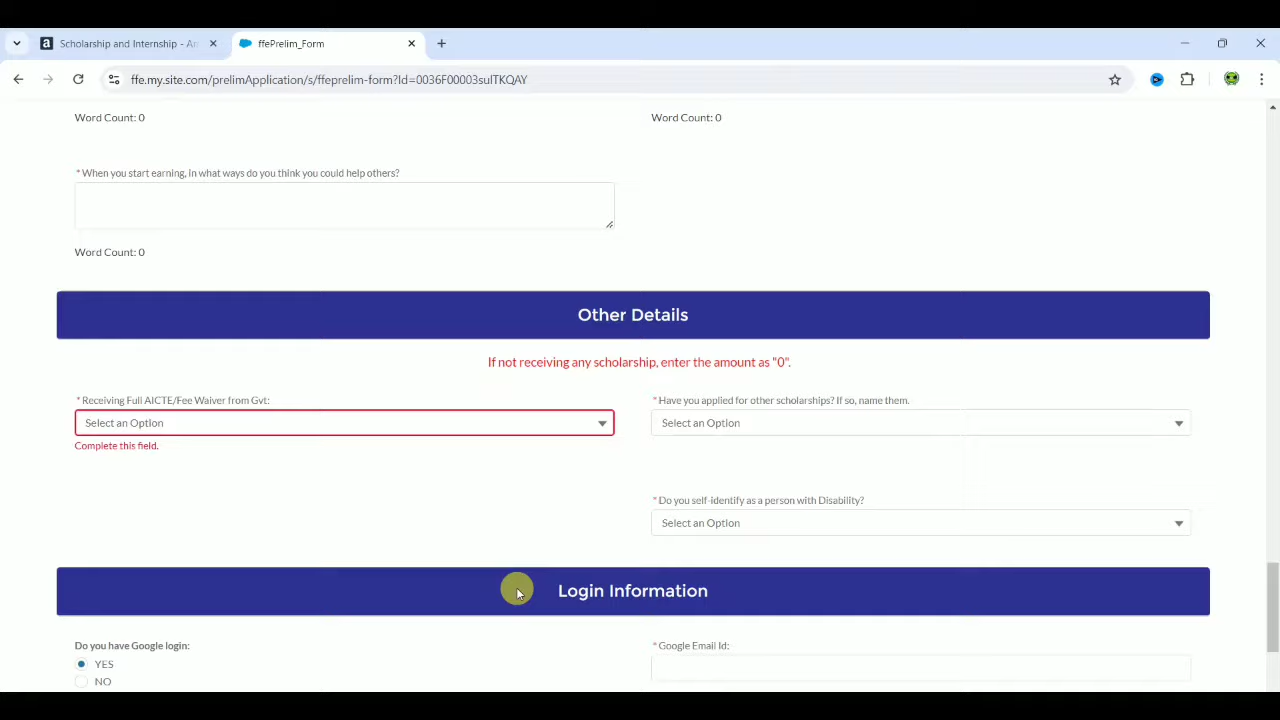 Scholarship and Internship - Am
ffePrelim_Form
ffe.my.site.com/prelimApplication/s/ffeprelim-form?Id=0036F00003sulTKQAY
Word Count: 0
Word Count: 0
* When you start earning, in what ways do you think you could help others?
Word Count: 0
Other Details
If not receiving any scholarship, enter the amount as "0".
* Receiving Full AICTE/Fee Waiver from Gvt:
* Have you applied for other scholarships? If so, name them.
Select an Option
Select an Option
Complete this field.
* Do you self-identify as a person with Disability?
Select an Option
Login Information
Do you have Google login:
* Google Email Id:
YES
NO